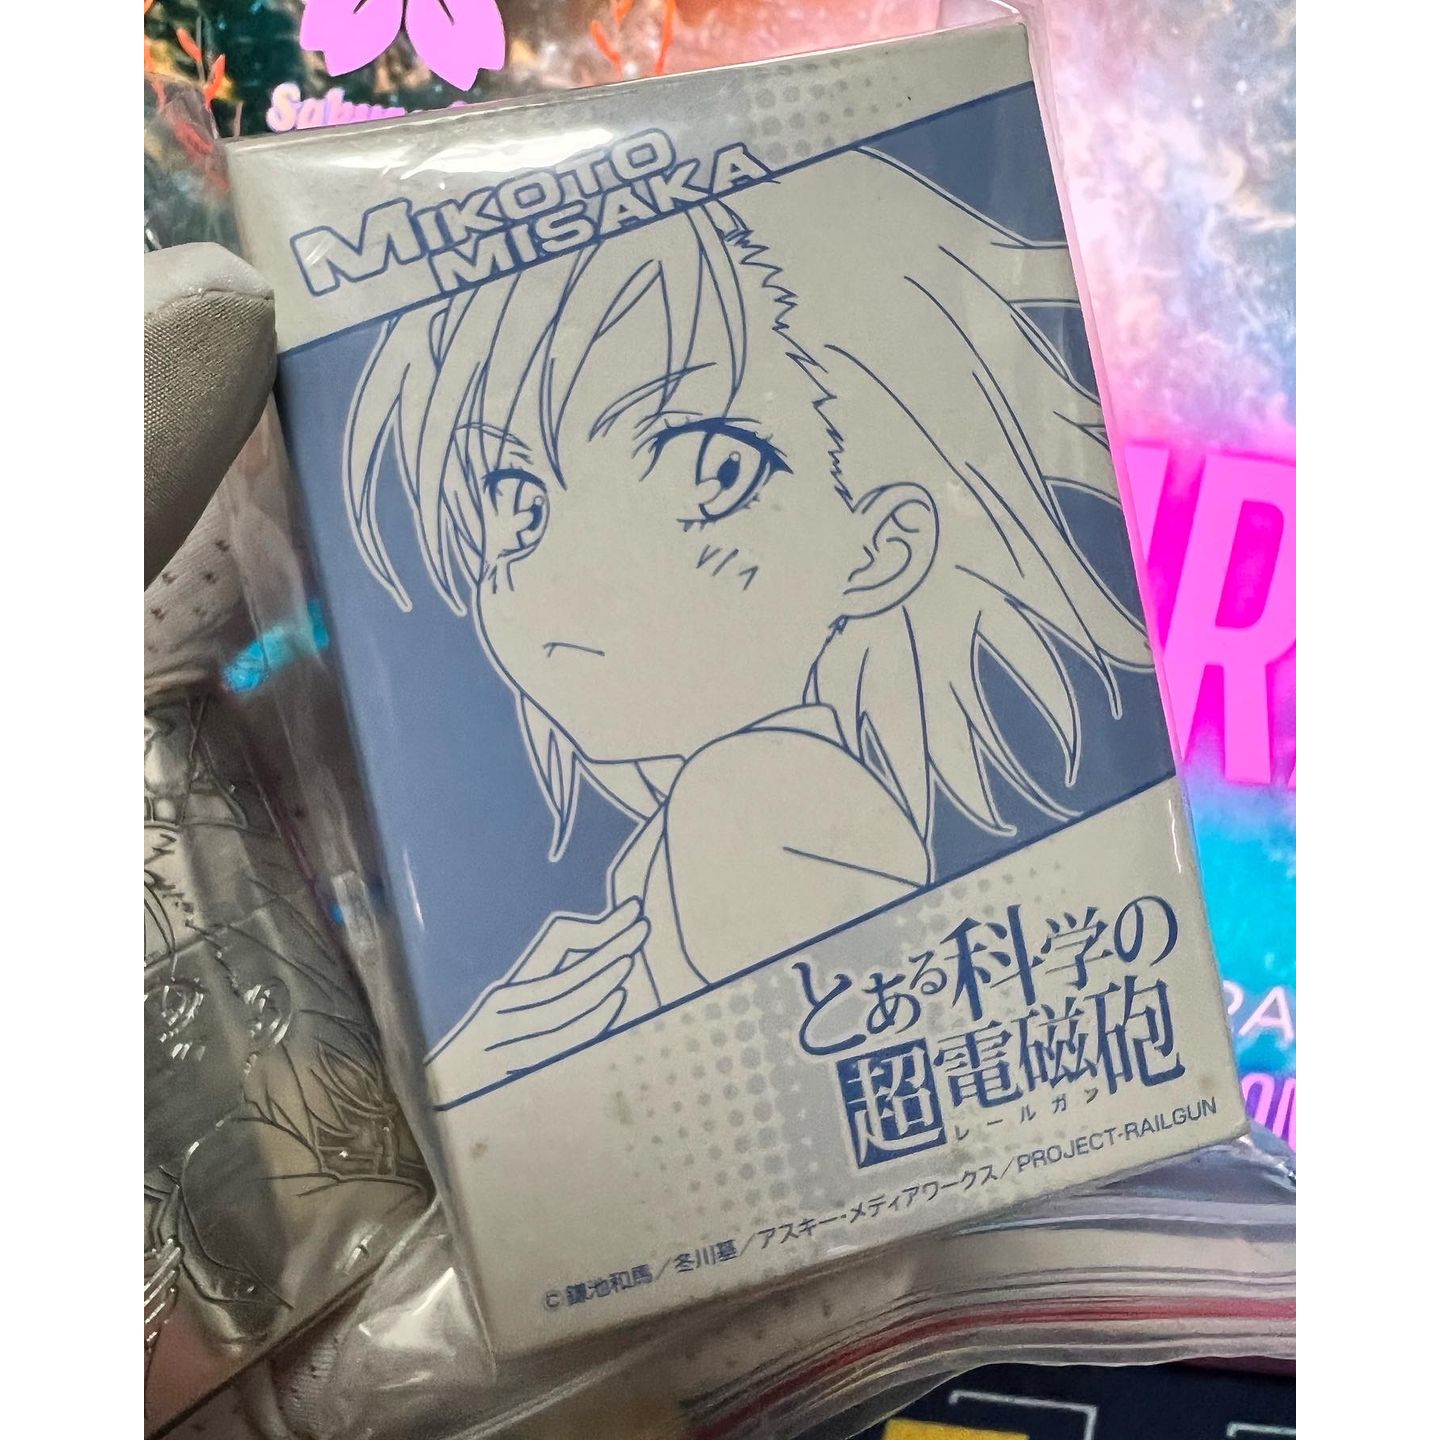 MIKOTO
MISAKA
とある科学の
超電磁砲
レールガン
© 鎌池和馬／冬川基／アスキー・メディアワークス／PROJECT-RAILGUN